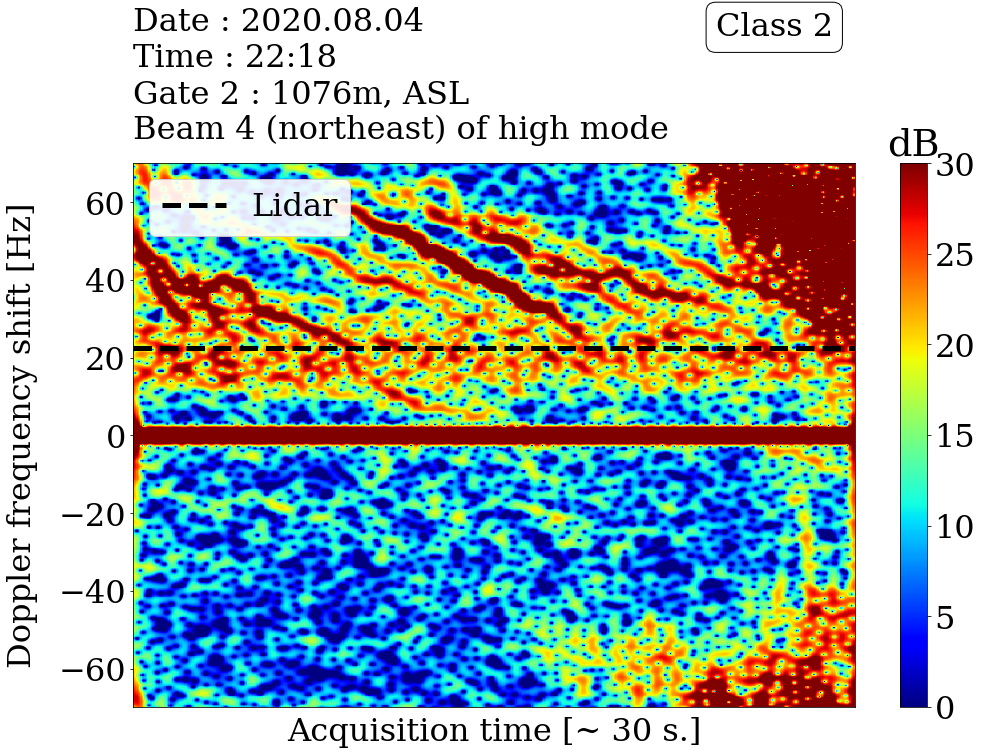 Date : 2020.08.04
Time : 22:18
Gate 2 : 1076m, ASL
Beam 4 (northeast) of high mode
Class 2
dB
Lidar
Doppler frequency shift [Hz]
60
40
20
0
−20
−40
−60
30
25
20
15
10
5
0
Acquisition time [~ 30 s.]